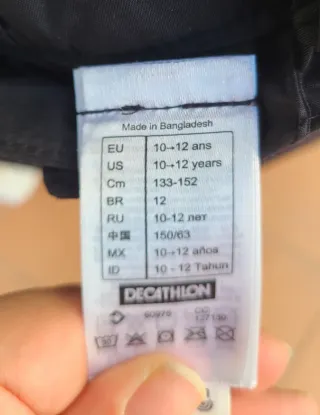 Made in Bangladesh
EU 10→12 ans
US 10→12 years
Cm 133-152
BR 12
RU 10-12 лет
中国 150/63
MX 10→12 años
ID 10 - 12 Tahun
DECATHLON